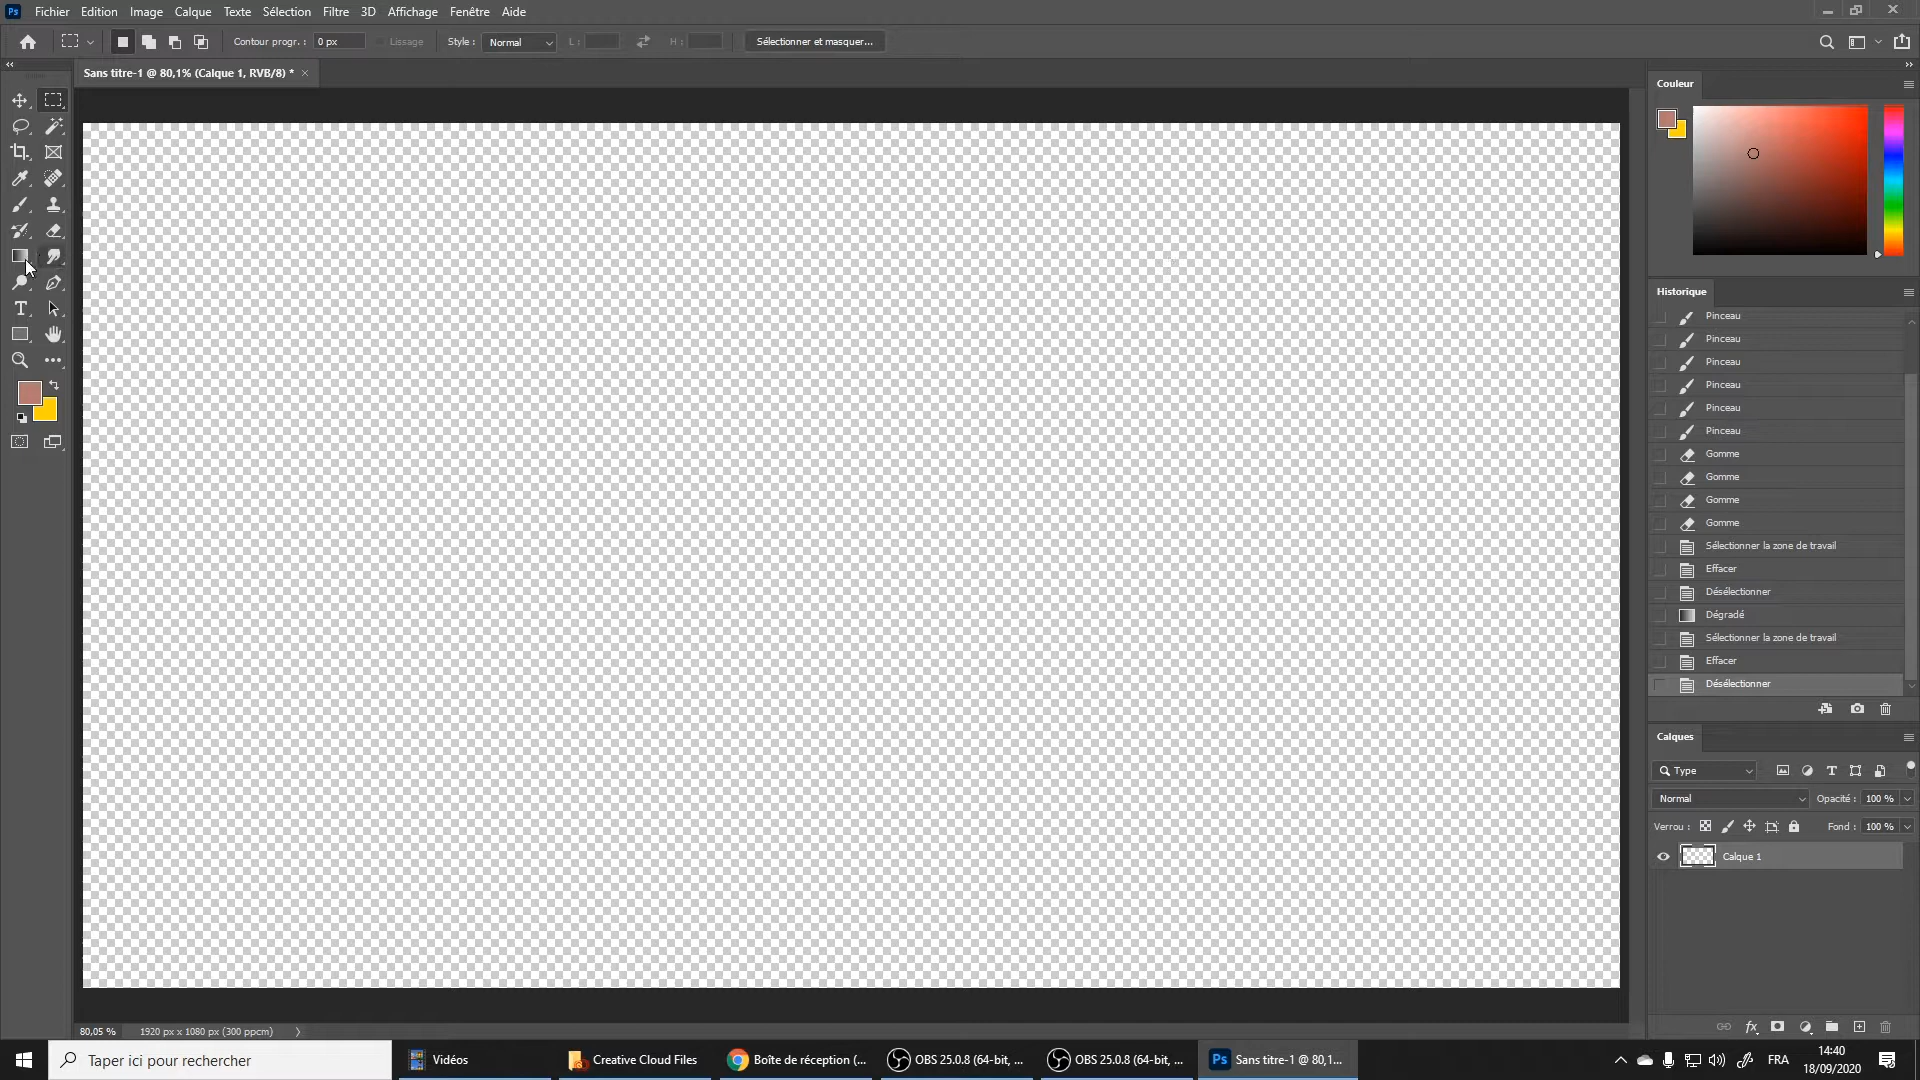 Ps Fichier Edition Image Calque Texte Sélection Filtre 3D Affichage Fenêtre Aide
Contour progr. : 0 px Lissage Style : Normal L : H : Sélectionner et masquer...
Sans titre-1 @ 80,1% (Calque 1, RVB/8) *
Couleur
Historique
Pinceau
Pinceau
Pinceau
Pinceau
Pinceau
Pinceau
Gomme
Gomme
Gomme
Gomme
Sélectionner la zone de travail
Effacer
Désélectionner
Dégradé
Sélectionner la zone de travail
Effacer
Désélectionner
Calques
Type
Normal Opacité : 100 %
Verrou : Fond : 100 %
Calque 1
80,05 % 1920 px x 1080 px (300 ppcm)
Taper ici pour rechercher
Vidéos
Creative Cloud Files
Boîte de réception (...
OBS 25.0.8 (64-bit, ...
OBS 25.0.8 (64-bit, ...
Ps Sans titre-1 @ 80,1...
FRA
14:40
18/09/2020